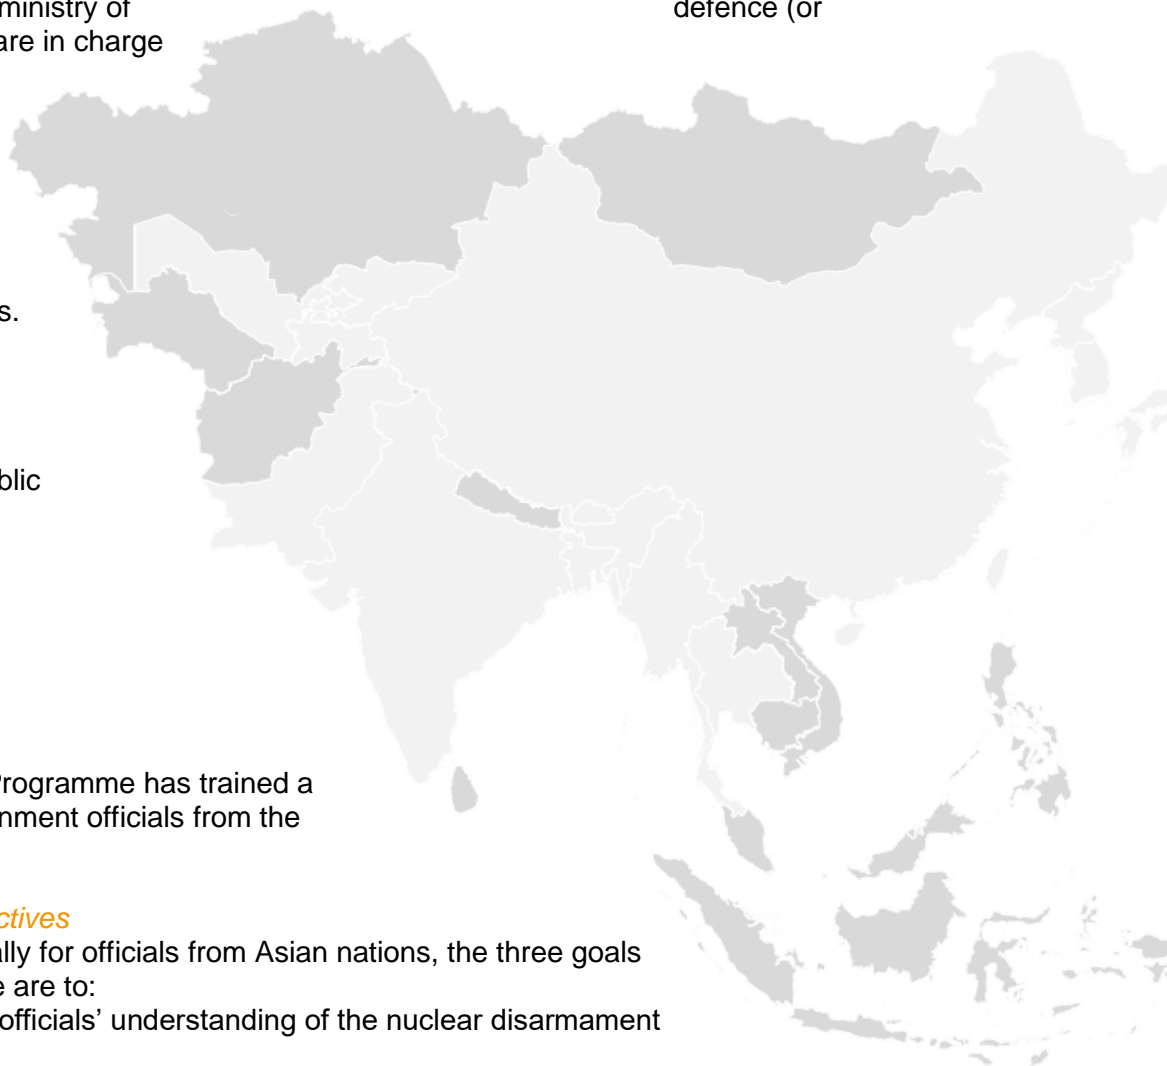 ministry of
defence (or
are in charge
s.
blic
Programme has trained a
nment officials from the
ctives
ally for officials from Asian nations, the three goals
e are to:
officials’ understanding of the nuclear disarmament